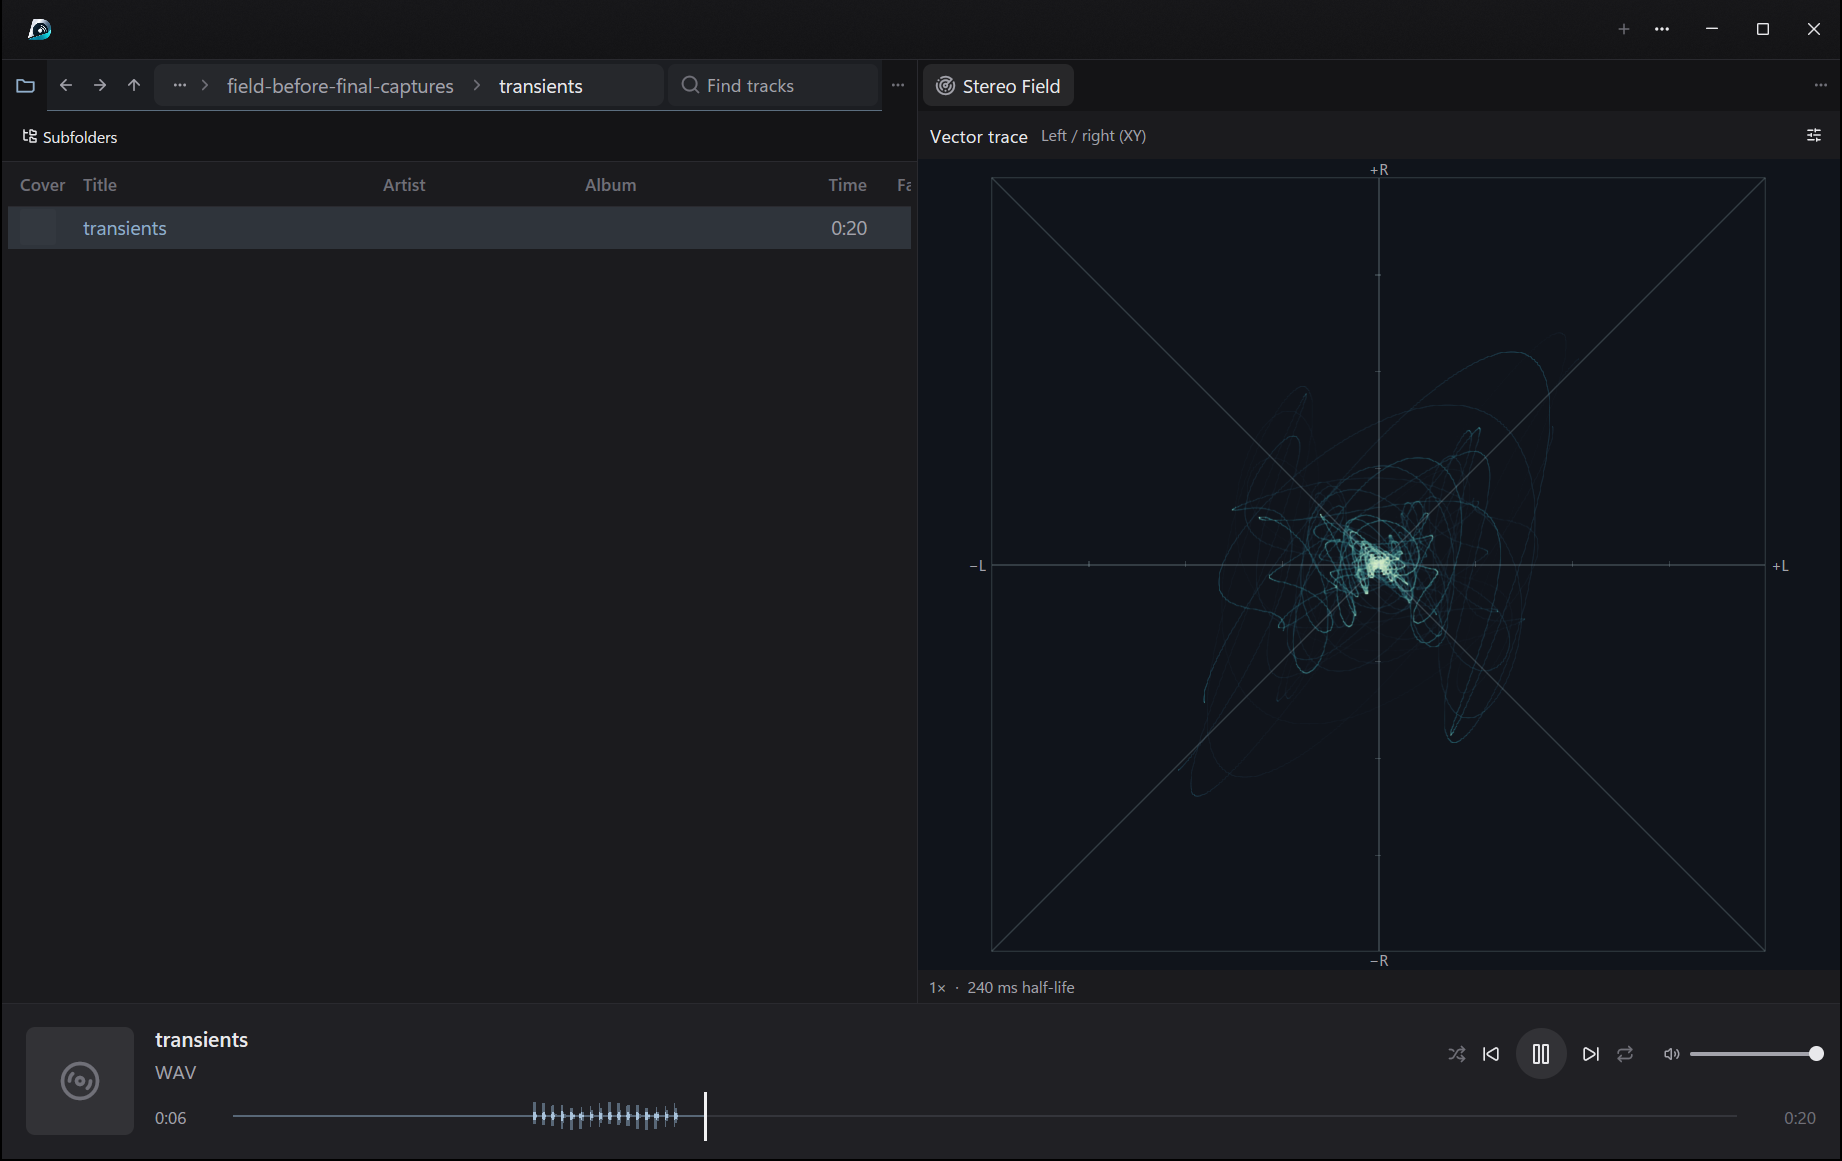 field-before-final-captures transients Find tracks
Stereo Field
Subfolders
Vector trace Left / right (XY)
Cover Title Artist Album Time Fa
transients 0:20
+R
−L +L
−R
1× · 240 ms half-life
transients
WAV
0:06 0:20